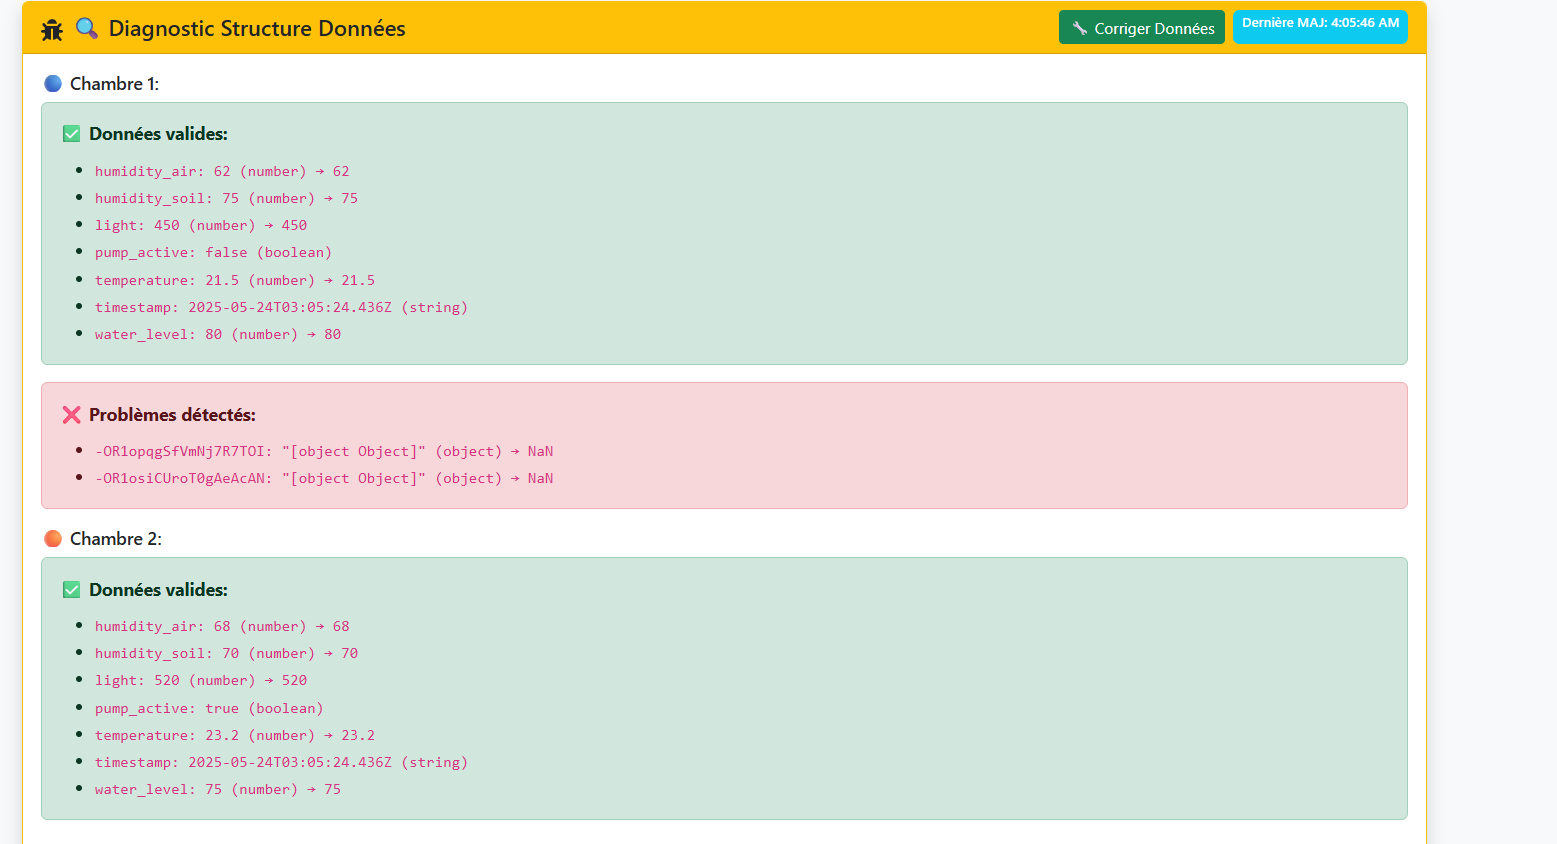 Diagnostic Structure Données
Corriger Données
Dernière MAJ: 4:05:46 AM
Chambre 1:
Données valides:
humidity_air: 62 (number) → 62
humidity_soil: 75 (number) → 75
light: 450 (number) → 450
pump_active: false (boolean)
temperature: 21.5 (number) → 21.5
timestamp: 2025-05-24T03:05:24.436Z (string)
water_level: 80 (number) → 80
Problèmes détectés:
-OR1opqgSfVmNj7R7TOI: "[object Object]" (object) → NaN
-OR1osiCUroT0gAeAcAN: "[object Object]" (object) → NaN
Chambre 2:
Données valides:
humidity_air: 68 (number) → 68
humidity_soil: 70 (number) → 70
light: 520 (number) → 520
pump_active: true (boolean)
temperature: 23.2 (number) → 23.2
timestamp: 2025-05-24T03:05:24.436Z (string)
water_level: 75 (number) → 75